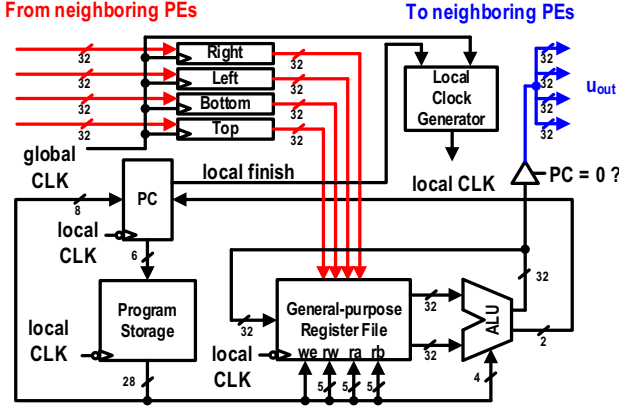 From neighboring PEs
To neighboring PEs
32
Right
32
32
Left
32
32
Bottom
32
32
Top
32
Local
Clock
Generator
32
32
32
32
u_out
global
CLK
local finish
local CLK
PC = 0 ?
8
PC
local
CLK
6
Program
Storage
local
CLK
28
32
General-purpose
Register File
we rw ra rb
local
CLK
5
5
5
32
32
ALU
32
2
4